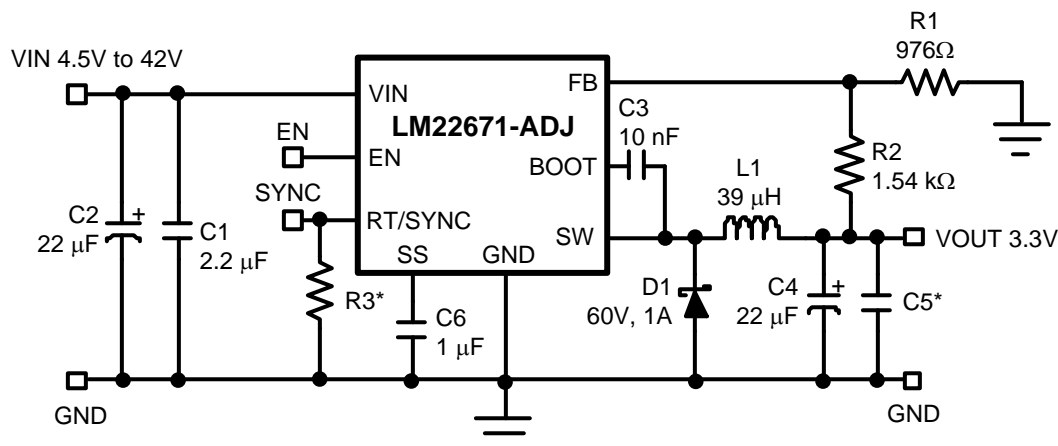 R1
976Ω
VIN 4.5V to 42V
VIN
FB
LM22671-ADJ
C3
10 nF
EN
EN
BOOT
R2
1.54 kΩ
L1
39 μH
SYNC
RT/SYNC
SW
VOUT 3.3V
C2 +
22 μF
C1
2.2 μF
SS
GND
R3*
C6
1 μF
D1
60V, 1A
C4 +
22 μF
C5*
GND
GND